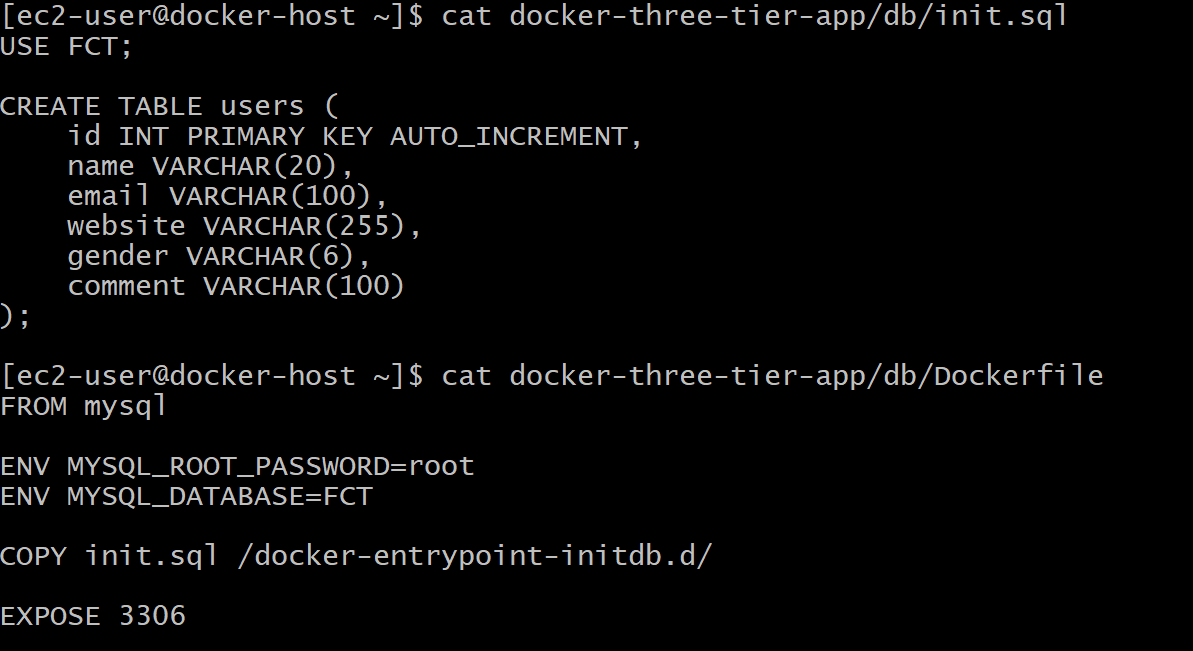 [ec2-user@docker-host ~]$ cat docker-three-tier-app/db/init.sql
USE FCT;

CREATE TABLE users (
    id INT PRIMARY KEY AUTO_INCREMENT,
    name VARCHAR(20),
    email VARCHAR(100),
    website VARCHAR(255),
    gender VARCHAR(6),
    comment VARCHAR(100)
);

[ec2-user@docker-host ~]$ cat docker-three-tier-app/db/Dockerfile
FROM mysql

ENV MYSQL_ROOT_PASSWORD=root
ENV MYSQL_DATABASE=FCT

COPY init.sql /docker-entrypoint-initdb.d/

EXPOSE 3306